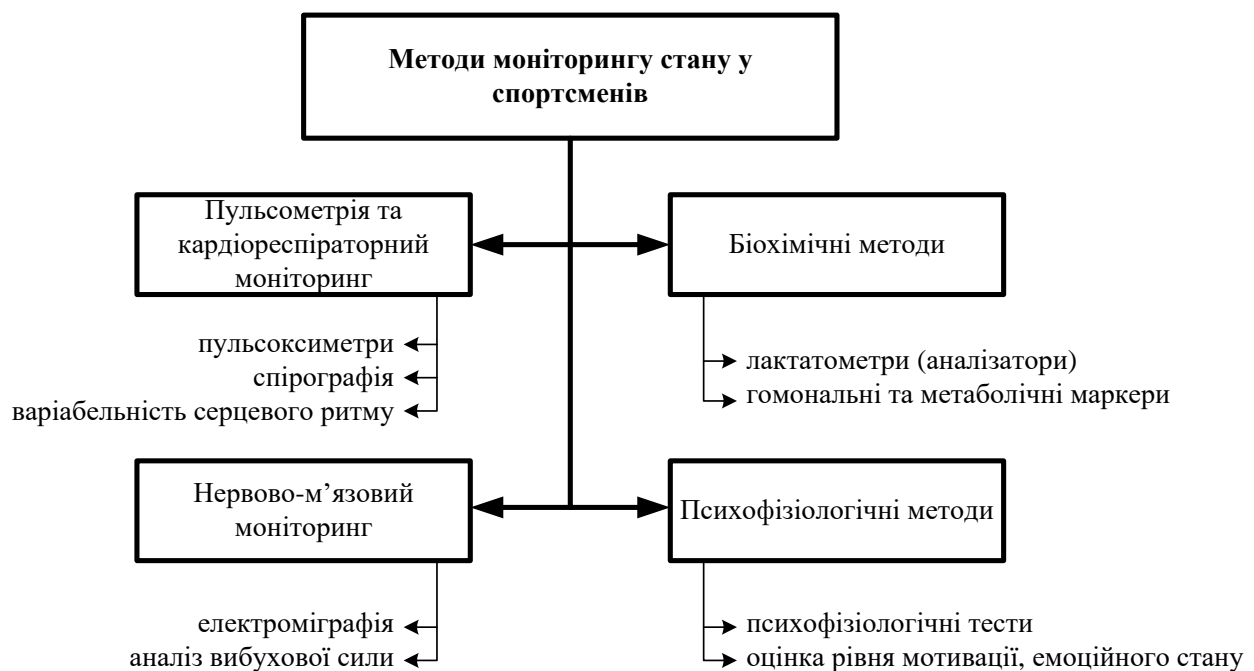 Методи моніторингу стану у
спортсменів
Пульсометрія та
кардіореспіраторний
моніторинг
пульсоксиметри
спірографія
варіабельність серцевого ритму
Біохімічні методи
лактатометри (аналізатори)
гомональні та метаболічні маркери
Нервово-м’язовий
моніторинг
електроміграфія
аналіз вибухової сили
Психофізіологічні методи
психофізіологічні тести
оцінка рівня мотивації, емоційного стану